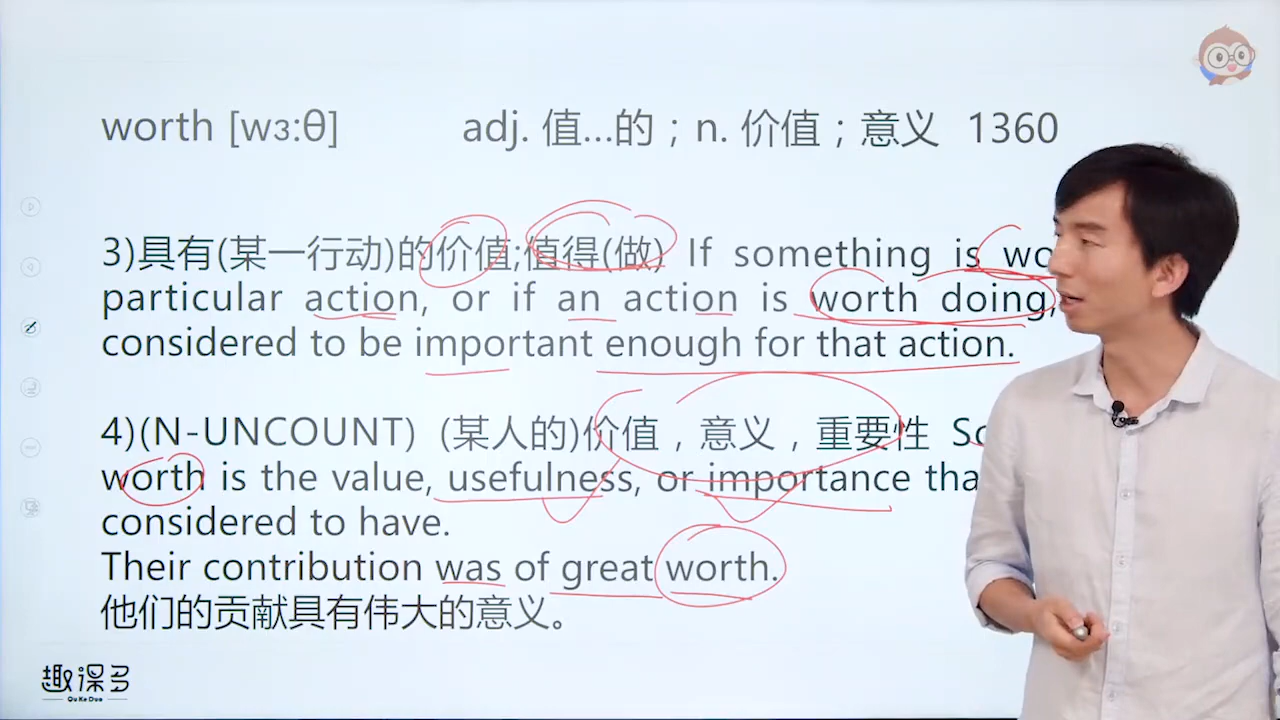 worth [wɜ:θ] adj. 值...的；n. 价值；意义 1360
3)具有(某一行动)的价值;值得(做) If something is
particular action, or if an action is worth doing,
considered to be important enough for that action.
4)(N-UNCOUNT) (某人的)价值，意义，重要性
worth is the value, usefulness, or importance
considered to have.
Their contribution was of great worth.
他们的贡献具有伟大的意义。
趣课多
Qu Ke Duo